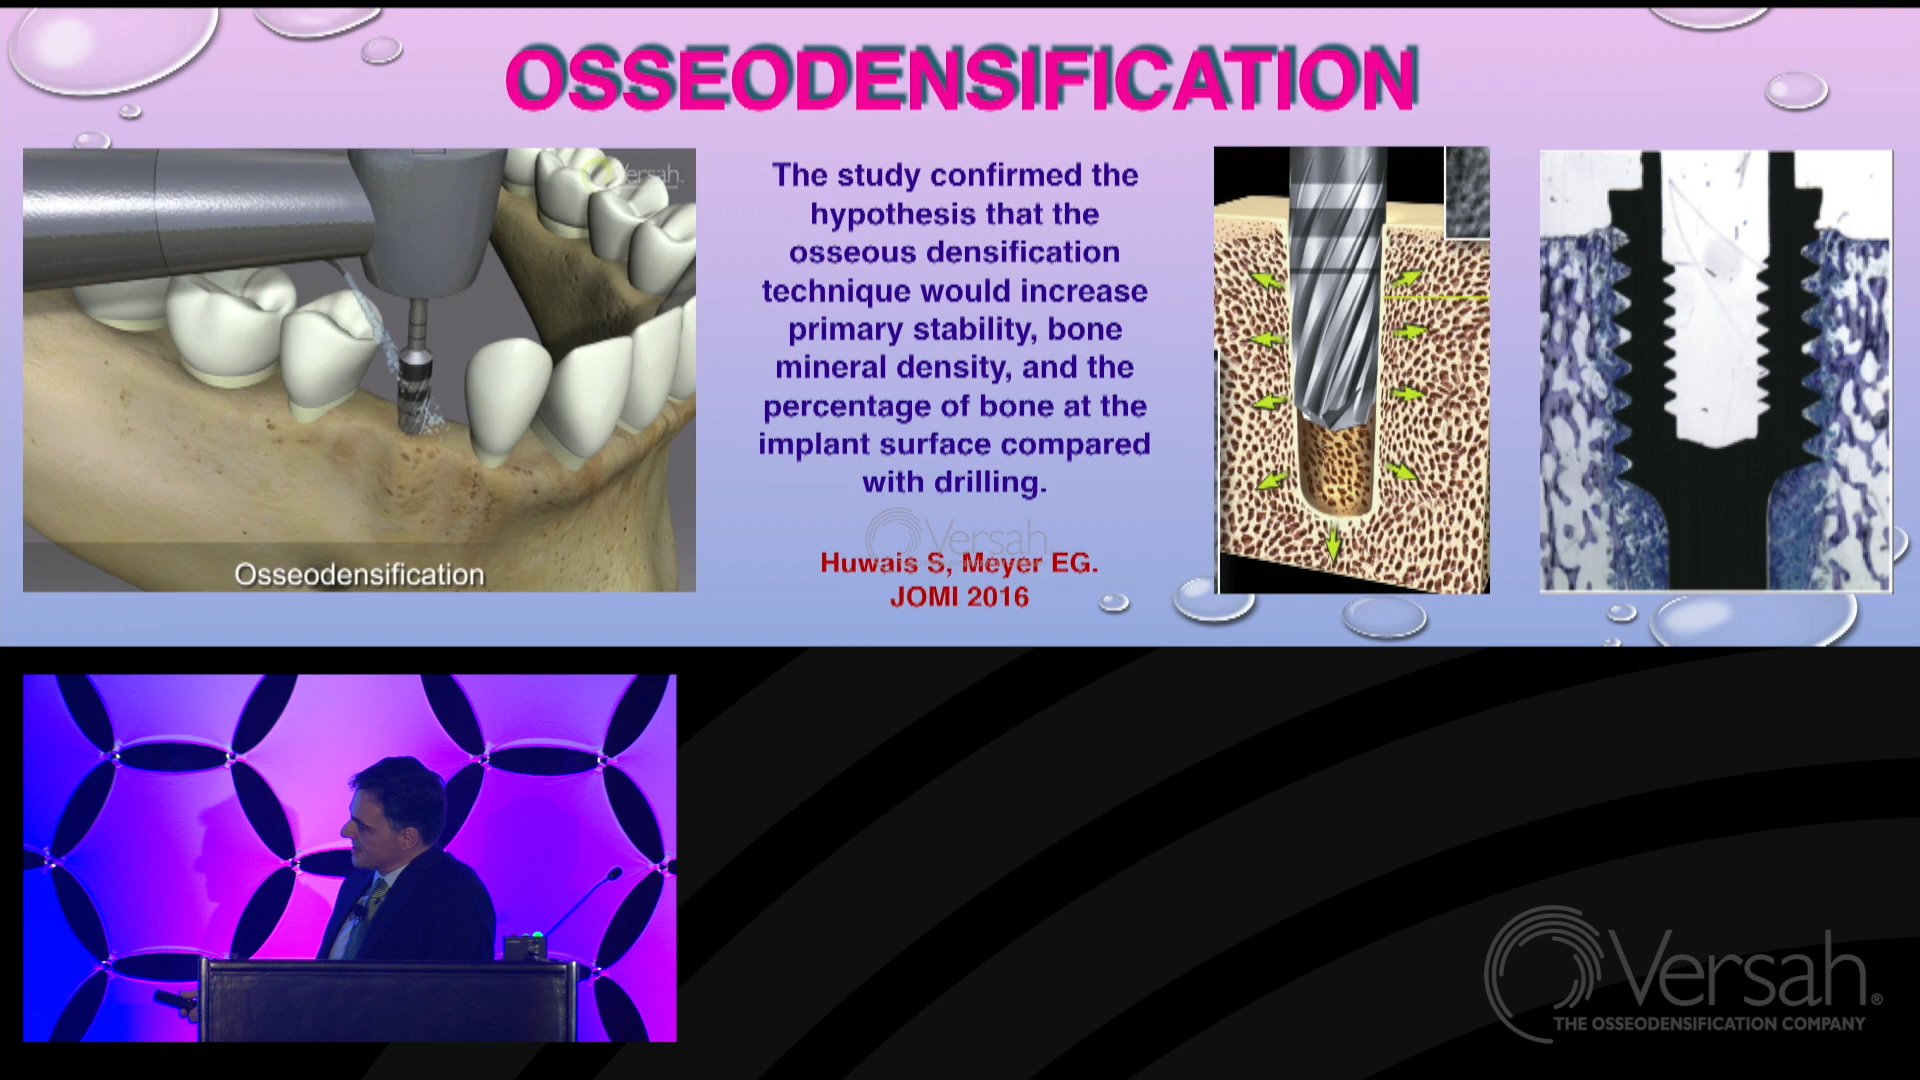 OSSEODENSIFICATION
Versah.
The study confirmed the
hypothesis that the
osseous densification
technique would increase
primary stability, bone
mineral density, and the
percentage of bone at the
implant surface compared
with drilling.
Versah
Huwais S, Meyer EG.
JOMI 2016
Osseodensification
Versah®
THE OSSEODENSIFICATION COMPANY